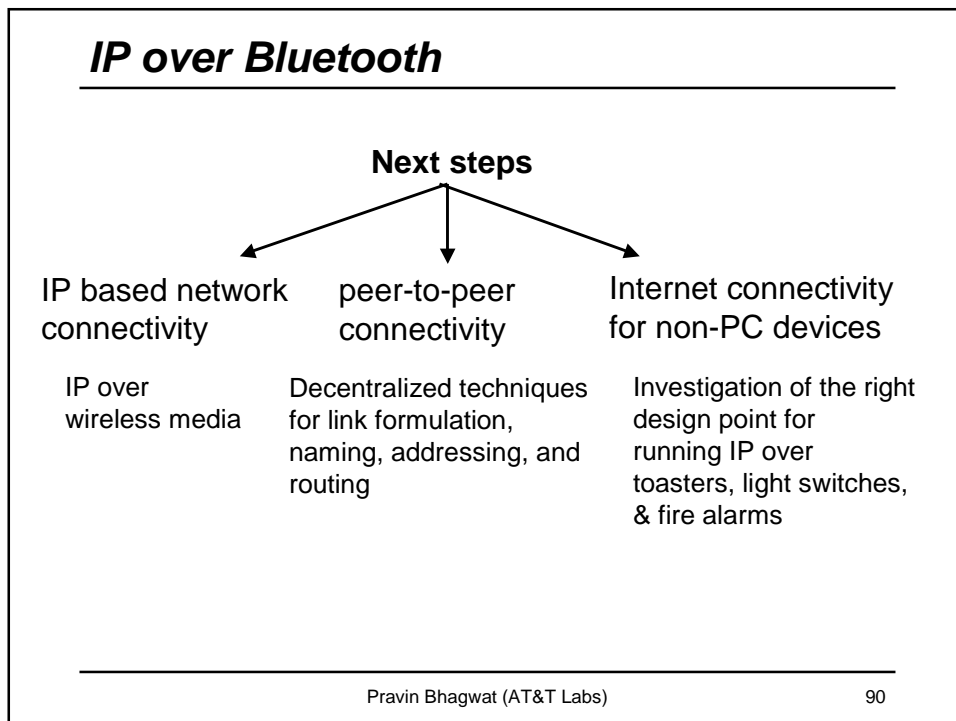 IP over Bluetooth
Next steps
IP based network
connectivity
IP over
wireless media
peer-to-peer
connectivity
Decentralized techniques
for link formulation,
naming, addressing, and
routing
Internet connectivity
for non-PC devices
Investigation of the right
design point for
running IP over
toasters, light switches,
& fire alarms
Pravin Bhagwat (AT&T Labs)
90